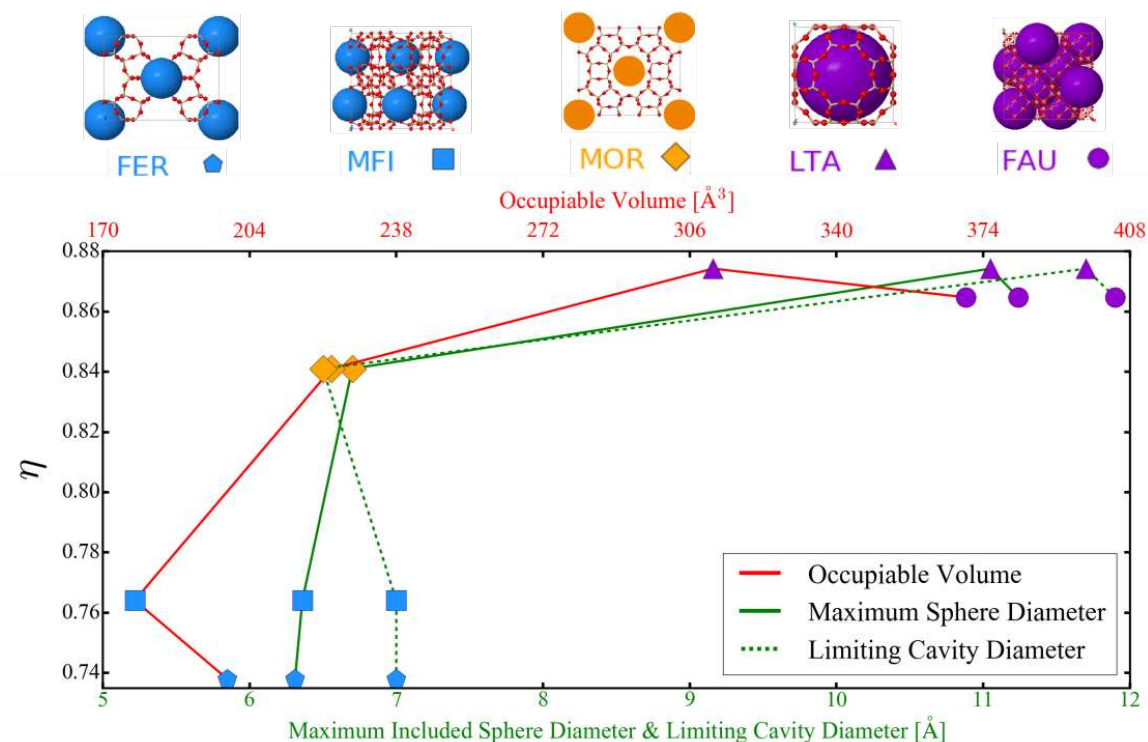 FER
MFI
MOR
LTA
FAU
Occupiable Volume [Å³]
170 204 238 272 306 340 374 408
0.88
0.86
0.84
0.82
0.80
0.78
0.76
0.74
η
Occupiable Volume
Maximum Sphere Diameter
Limiting Cavity Diameter
5 6 7 8 9 10 11 12
Maximum Included Sphere Diameter & Limiting Cavity Diameter [Å]